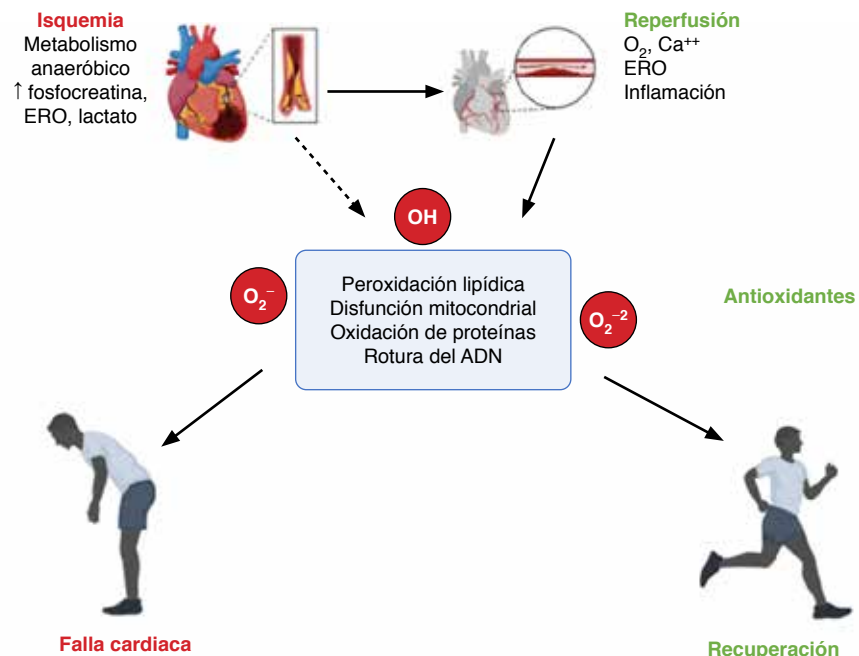 Isquemia
Metabolismo
anaeróbico
↑ fosfocreatina,
ERO, lactato
Reperfusión
O₂, Ca⁺⁺
ERO
Inflamación
OH
O₂⁻
Peroxidación lipídica
Disfunción mitocondrial
Oxidación de proteínas
Rotura del ADN
O₂⁻²
Antioxidantes
Falla cardiaca
Recuperación